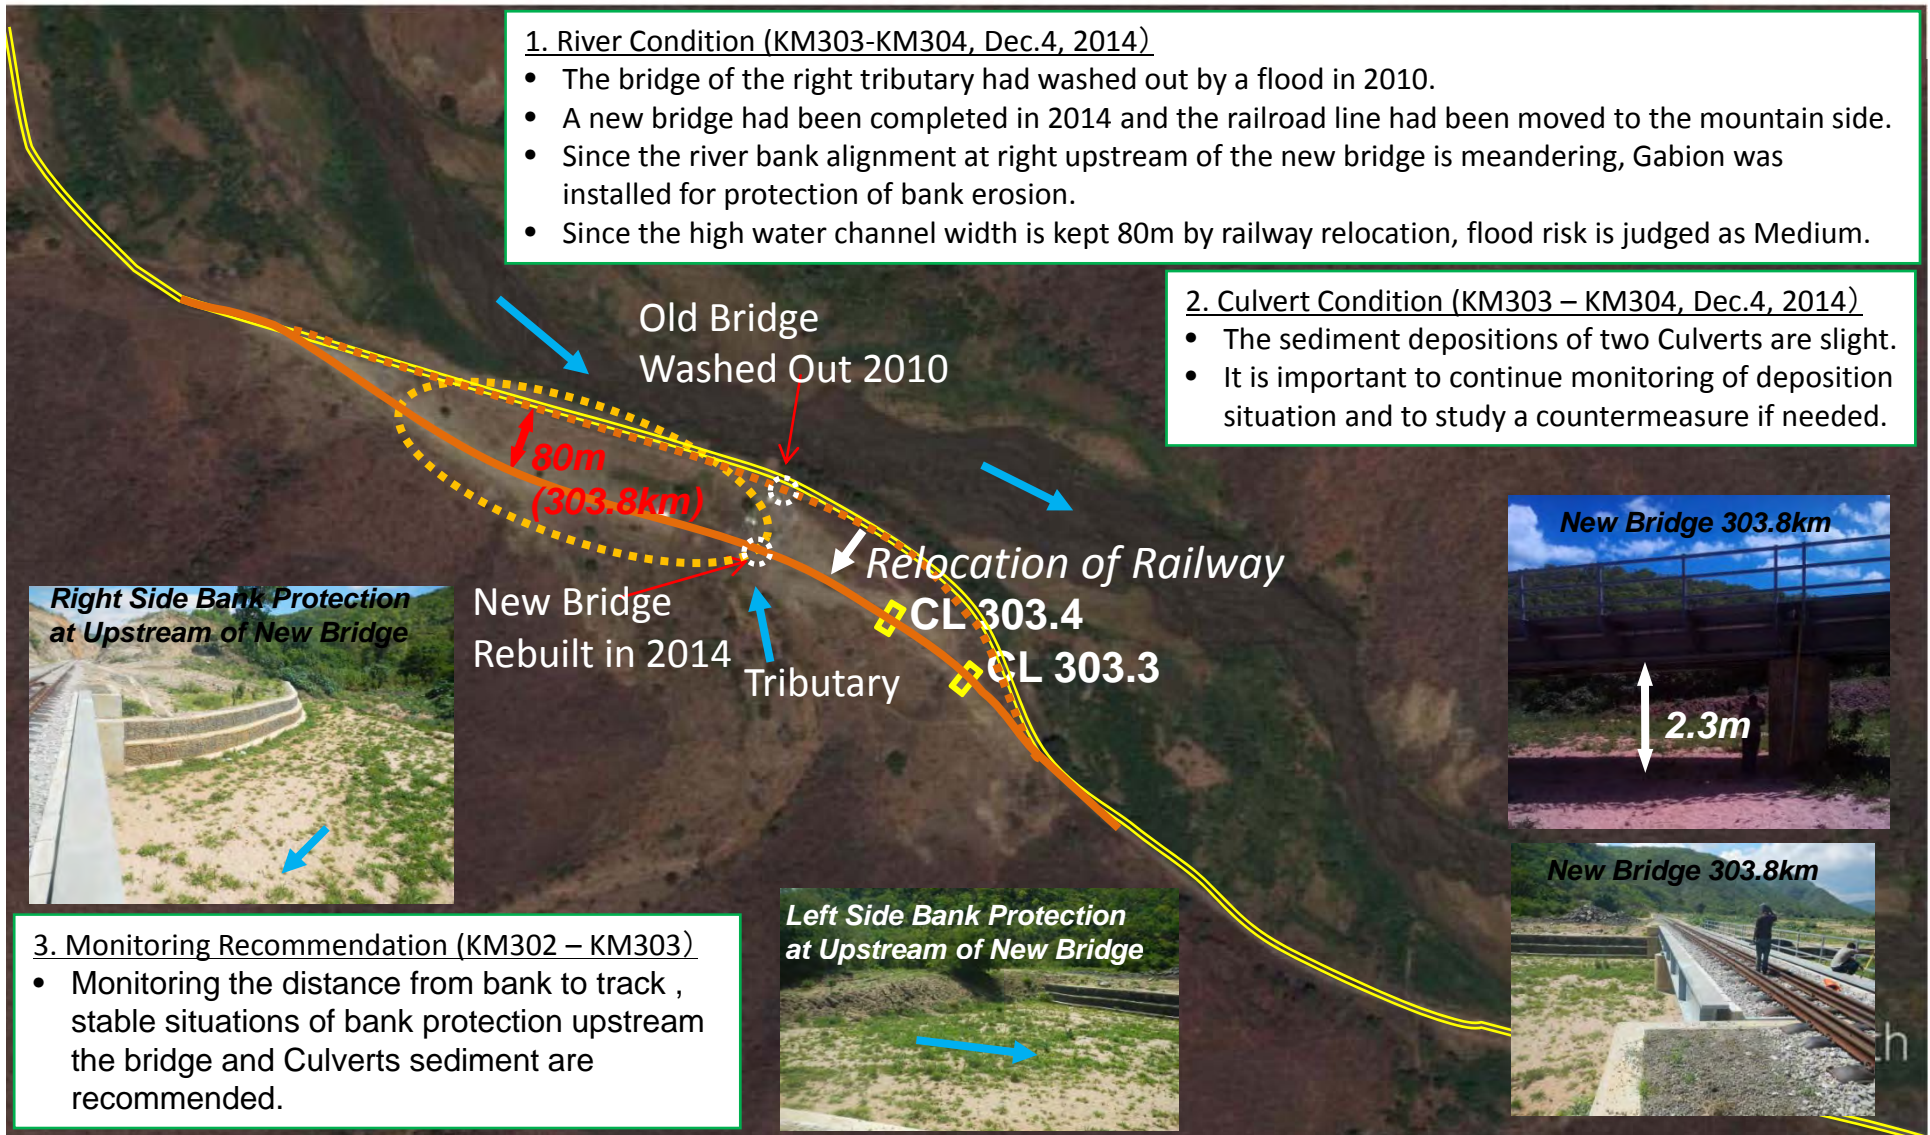 1. River Condition (KM303-KM304, Dec.4, 2014）
• The bridge of the right tributary had washed out by a flood in 2010.
• A new bridge had been completed in 2014 and the railroad line had been moved to the mountain side.
• Since the river bank alignment at right upstream of the new bridge is meandering, Gabion was
installed for protection of bank erosion.
• Since the high water channel width is kept 80m by railway relocation, flood risk is judged as Medium.
2. Culvert Condition (KM303 – KM304, Dec.4, 2014）
• The sediment depositions of two Culverts are slight.
• It is important to continue monitoring of deposition
situation and to study a countermeasure if needed.
Old Bridge
Washed Out 2010
80m
(303.8km)
Relocation of Railway
CL 303.4
CL 303.3
New Bridge
Rebuilt in 2014
Tributary
Right Side Bank Protection
at Upstream of New Bridge
New Bridge 303.8km
2.3m
New Bridge 303.8km
Left Side Bank Protection
at Upstream of New Bridge
3. Monitoring Recommendation (KM302 – KM303）
• Monitoring the distance from bank to track ,
stable situations of bank protection upstream
the bridge and Culverts sediment are
recommended.